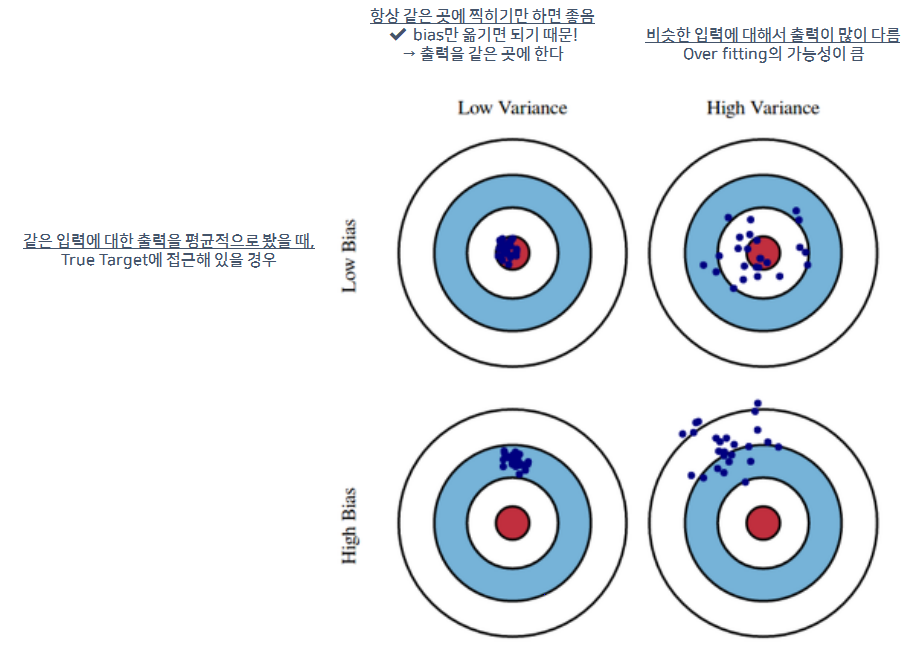 항상 같은 곳에 찍히기만 하면 좋음
✔ bias만 옮기면 되기 때문!
→ 출력을 같은 곳에 한다
비슷한 입력에 대해서 출력이 많이 다름
Over fitting의 가능성이 큼
Low Variance
High Variance
같은 입력에 대한 출력을 평균적으로 봤을 때,
True Target에 접근해 있을 경우
Low Bias
High Bias